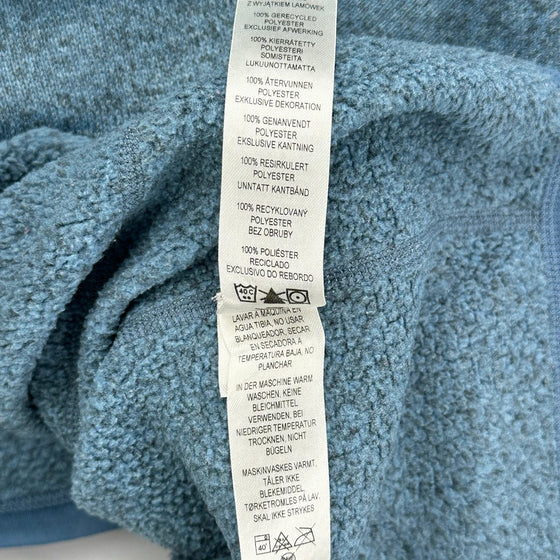 Z WYJĄTKIEM LAMÓWEK
100% GERECYCLED
POLYESTER
EXCLUSIEF AFWERKING
100% KIERRÄTETTY
POLYESTERI
SOMISTEITA
LUKUUNOTTAMATTA
100% ÅTERVUNNEN
POLYESTER
EXKLUSIVE DEKORATION
100% GENANVENDT
POLYESTER
EKSLUSIVE KANTNING
100% RESIRKULERT
POLYESTER
UNNTATT KANTBÅND
100% RECYKLOVANÝ
POLYESTER
BEZ OBRUBY
100% POLIÉSTER
RECICLADO
EXCLUSIVO DO REBORDO
40 C
LAVAR A MAQUINA EN
AGUA TIBIA, NO USAR
BLANQUEADOR, SECAR
EN SECADORA A
TEMPERATURA BAJA, NO
PLANCHAR
IN DER MASCHINE WARM
WASCHEN, KEINE
BLEICHMITTEL
VERWENDEN, BEI
NIEDRIGER TEMPERATUR
TROCKNEN, NICHT
BÜGELN
MASKINVASKES VARMT,
TÅLER IKKE
BLEKEMIDDEL,
TØRKETROMLES PÅ LAV,
SKAL IKKE STRYKES
40°